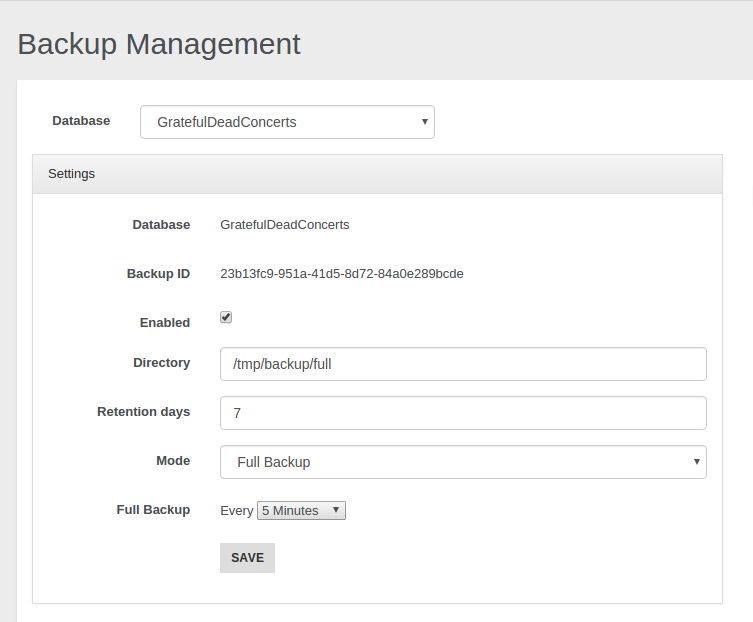 Backup Management
Database GratefulDeadConcerts
Settings
Database GratefulDeadConcerts
Backup ID 23b13fc9-951a-41d5-8d72-84a0e289bcde
Enabled
Directory /tmp/backup/full
Retention days 7
Mode Full Backup
Full Backup Every 5 Minutes
SAVE